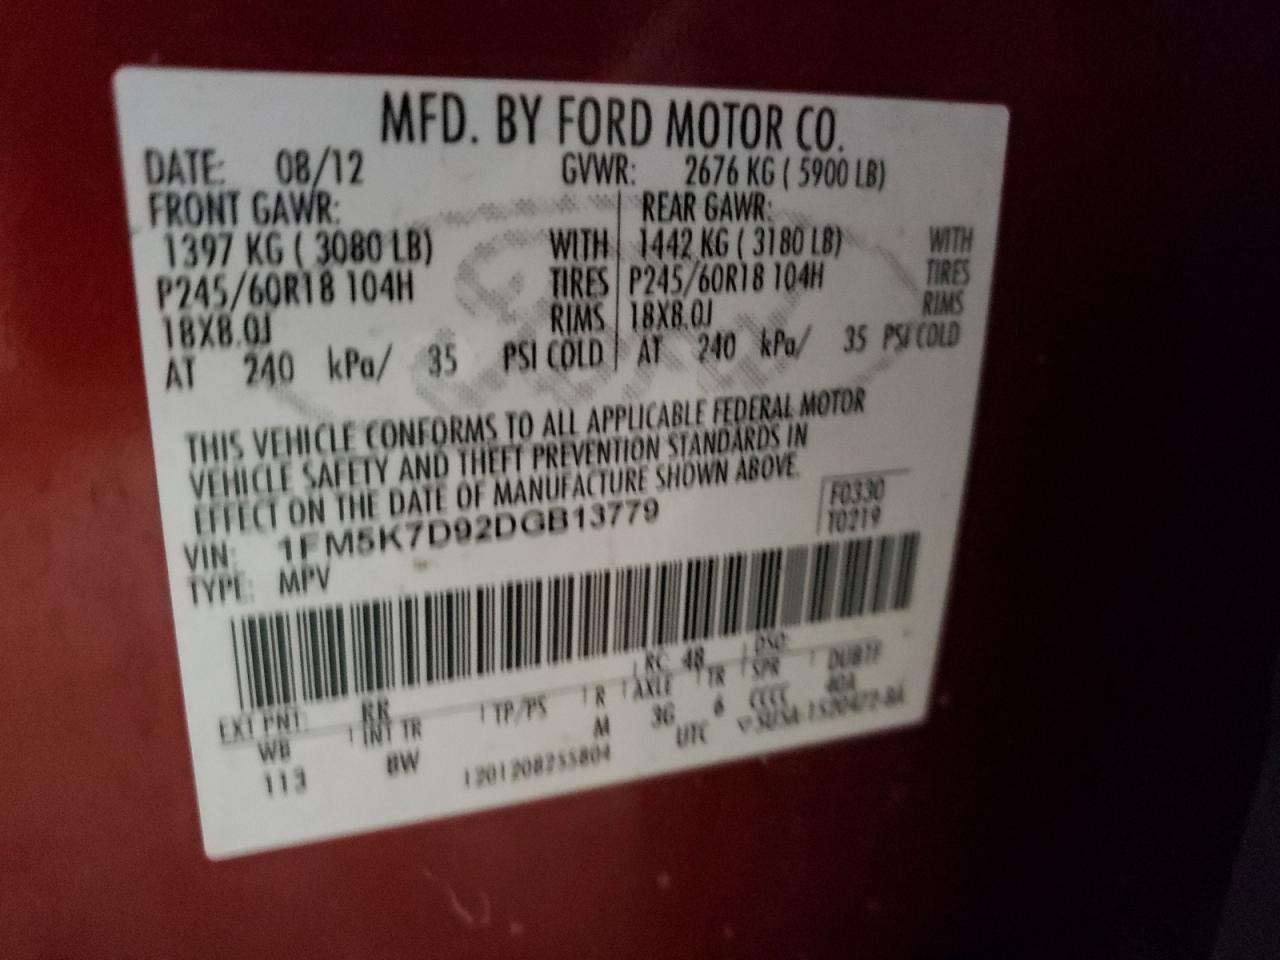 MFD. BY FORD MOTOR CO.
DATE: 08/12 GVWR: 2676 KG ( 5900 LB)
FRONT GAWR: REAR GAWR:
1397 KG ( 3080 LB) WITH 1442 KG ( 3180 LB) WITH
P245/60R18 104H TIRES P245/60R18 104H TIRES
18X8.0J RIMS 18X8.0J RIMS
AT 240 kPa/ 35 PSI COLD AT 240 kPa/ 35 PSI COLD
THIS VEHICLE CONFORMS TO ALL APPLICABLE FEDERAL MOTOR
VEHICLE SAFETY AND THEFT PREVENTION STANDARDS IN
EFFECT ON THE DATE OF MANUFACTURE SHOWN ABOVE.
F0330
T0219
VIN: 1FM5K7D92DGB13779
TYPE: MPV
EXT PNT: RR RC: 48 DSO:
WB INT TR TP/PS R AXLE TR SPR
113 BW M 3G 6 CCCC 40A
1201208255804 UTC